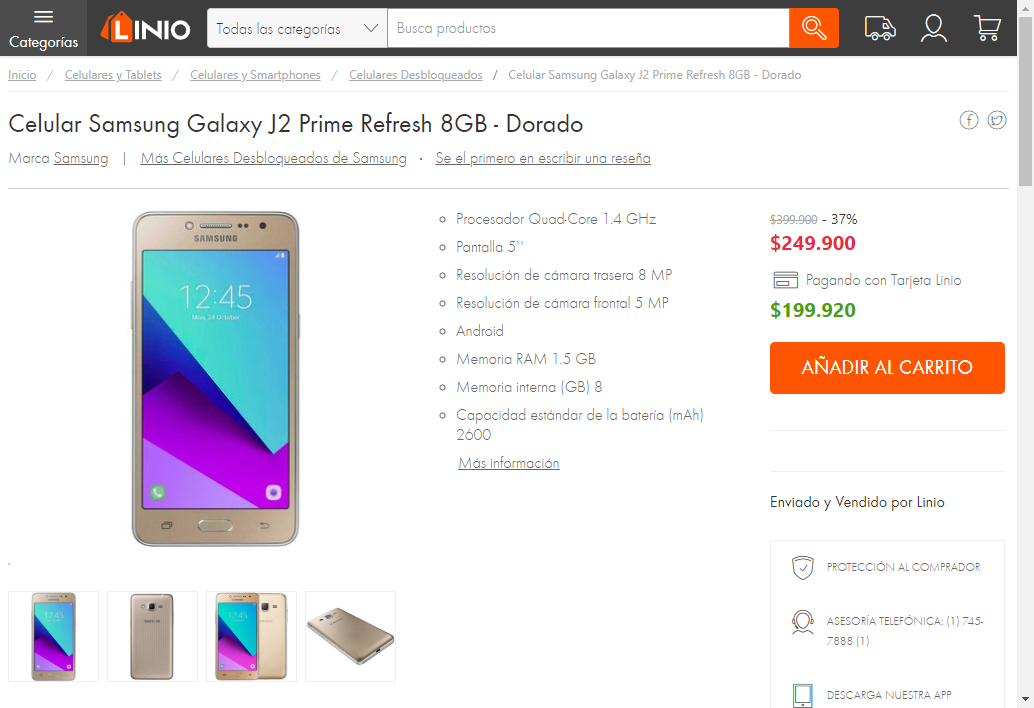 Categorías
LINIO
Todas las categorías
Busca productos
Inicio / Celulares y Tablets / Celulares y Smartphones / Celulares Desbloqueados / Celular Samsung Galaxy J2 Prime Refresh 8GB - Dorado
Celular Samsung Galaxy J2 Prime Refresh 8GB - Dorado
Marca Samsung | Más Celulares Desbloqueados de Samsung · Se el primero en escribir una reseña
SAMSUNG
12:45
Mon, 24 October
Procesador Quad-Core 1.4 GHz
Pantalla 5''
Resolución de cámara trasera 8 MP
Resolución de cámara frontal 5 MP
Android
Memoria RAM 1.5 GB
Memoria interna (GB) 8
Capacidad estándar de la batería (mAh)
2600
Más información
$399.900 - 37%
$249.900
Pagando con Tarjeta Linio
$199.920
AÑADIR AL CARRITO
Enviado y Vendido por Linio
PROTECCIÓN AL COMPRADOR
ASESORÍA TELEFÓNICA: (1) 745-
7888 (1)
DESCARGA NUESTRA APP